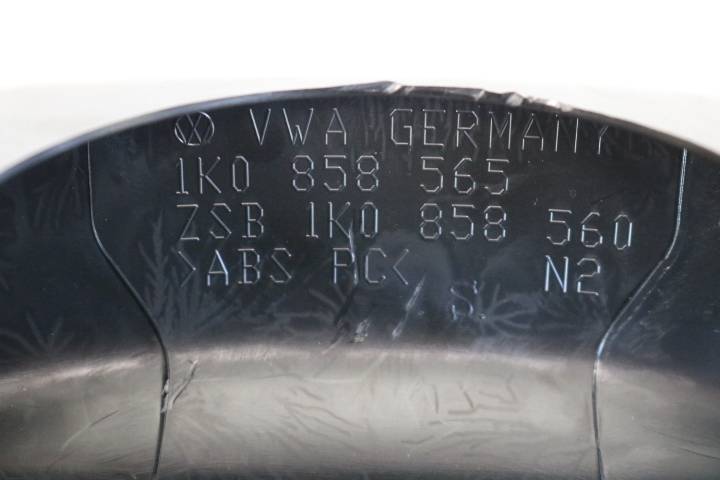 VWA GERMANY
1K0 858 565
ZSB 1K0 858 560
>ABS PC< N2
S